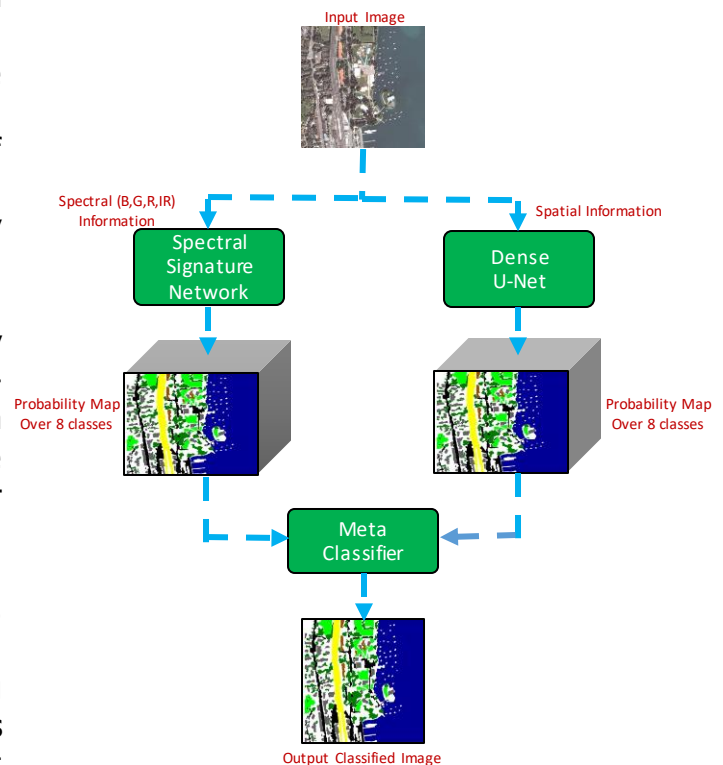 Input Image
Spectral (B,G,R,IR)
Information
Spatial Information
Spectral
Signature
Network
Dense
U-Net
Probability Map
Over 8 classes
Probability Map
Over 8 classes
Meta
Classifier
Output Classified Image